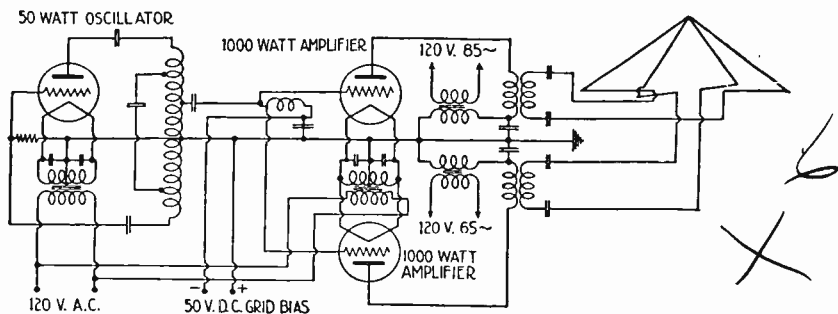 50 WATT OSCILLATOR
1000 WATT AMPLIFIER
120 V. 85~
120 V. 65~
1000 WATT
AMPLIFIER
120 V. A.C.
- +
50 V. D.C. GRID BIAS